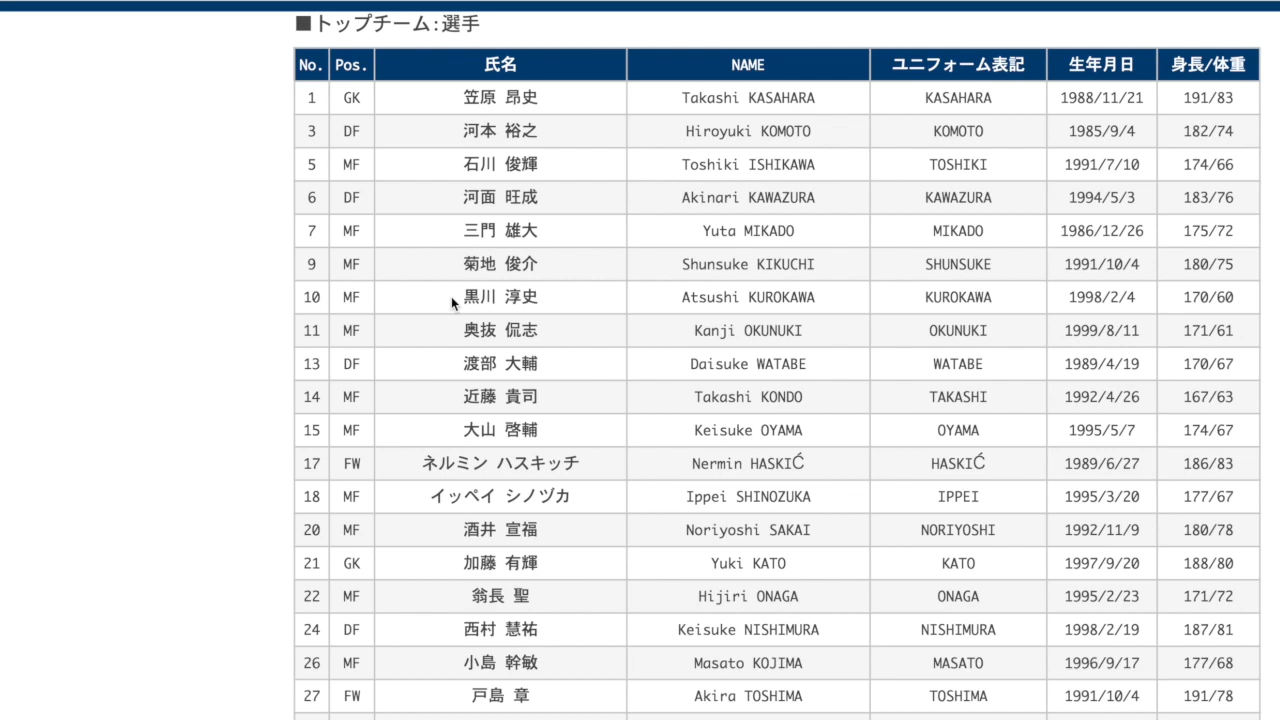 ■トップチーム:選手
No. Pos. 氏名 NAME ユニフォーム表記 生年月日 身長/体重
1 GK 笠原 昂史 Takashi KASAHARA KASAHARA 1988/11/21 191/83
3 DF 河本 裕之 Hiroyuki KOMOTO KOMOTO 1985/9/4 182/74
5 MF 石川 俊輝 Toshiki ISHIKAWA TOSHIKI 1991/7/10 174/66
6 DF 河面 旺成 Akinari KAWAZURA KAWAZURA 1994/5/3 183/76
7 MF 三門 雄大 Yuta MIKADO MIKADO 1986/12/26 175/72
9 MF 菊地 俊介 Shunsuke KIKUCHI SHUNSUKE 1991/10/4 180/75
10 MF 黒川 淳史 Atsushi KUROKAWA KUROKAWA 1998/2/4 170/60
11 MF 奥抜 侃志 Kanji OKUNUKI OKUNUKI 1999/8/11 171/61
13 DF 渡部 大輔 Daisuke WATABE WATABE 1989/4/19 170/67
14 MF 近藤 貴司 Takashi KONDO TAKASHI 1992/4/26 167/63
15 MF 大山 啓輔 Keisuke OYAMA OYAMA 1995/5/7 174/67
17 FW ネルミン ハスキッチ Nermin HASKIĆ HASKIĆ 1989/6/27 186/83
18 MF イッペイ シノヅカ Ippei SHINOZUKA IPPEI 1995/3/20 177/67
20 MF 酒井 宣福 Noriyoshi SAKAI NORIYOSHI 1992/11/9 180/78
21 GK 加藤 有輝 Yuki KATO KATO 1997/9/20 188/80
22 MF 翁長 聖 Hijiri ONAGA ONAGA 1995/2/23 171/72
24 DF 西村 慧祐 Keisuke NISHIMURA NISHIMURA 1998/2/19 187/81
26 MF 小島 幹敏 Masato KOJIMA MASATO 1996/9/17 177/68
27 FW 戸島 章 Akira TOSHIMA TOSHIMA 1991/10/4 191/78